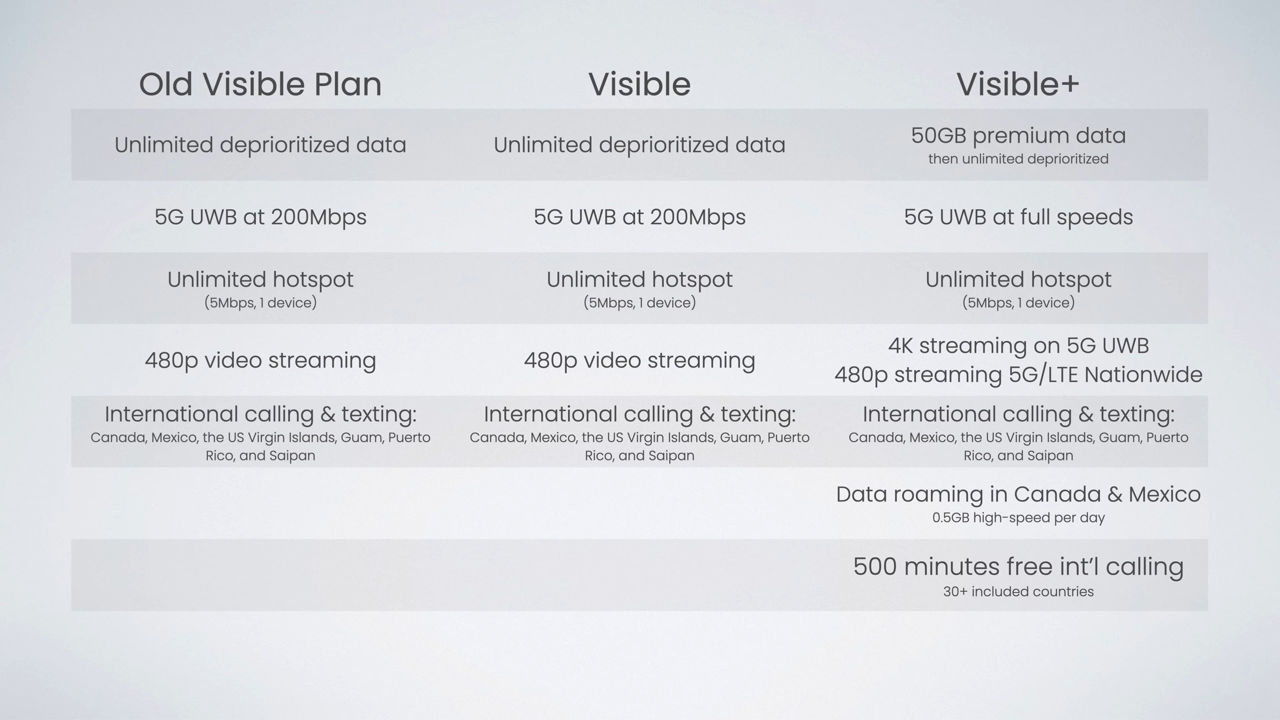 Old Visible Plan
Visible
Visible+
Unlimited deprioritized data
Unlimited deprioritized data
50GB premium data
then unlimited deprioritized
5G UWB at 200Mbps
5G UWB at 200Mbps
5G UWB at full speeds
Unlimited hotspot
(5Mbps, 1 device)
Unlimited hotspot
(5Mbps, 1 device)
Unlimited hotspot
(5Mbps, 1 device)
480p video streaming
480p video streaming
4K streaming on 5G UWB
480p streaming 5G/LTE Nationwide
International calling & texting:
Canada, Mexico, the US Virgin Islands, Guam, Puerto
Rico, and Saipan
International calling & texting:
Canada, Mexico, the US Virgin Islands, Guam, Puerto
Rico, and Saipan
International calling & texting:
Canada, Mexico, the US Virgin Islands, Guam, Puerto
Rico, and Saipan
Data roaming in Canada & Mexico
0.5GB high-speed per day
500 minutes free int’l calling
30+ included countries